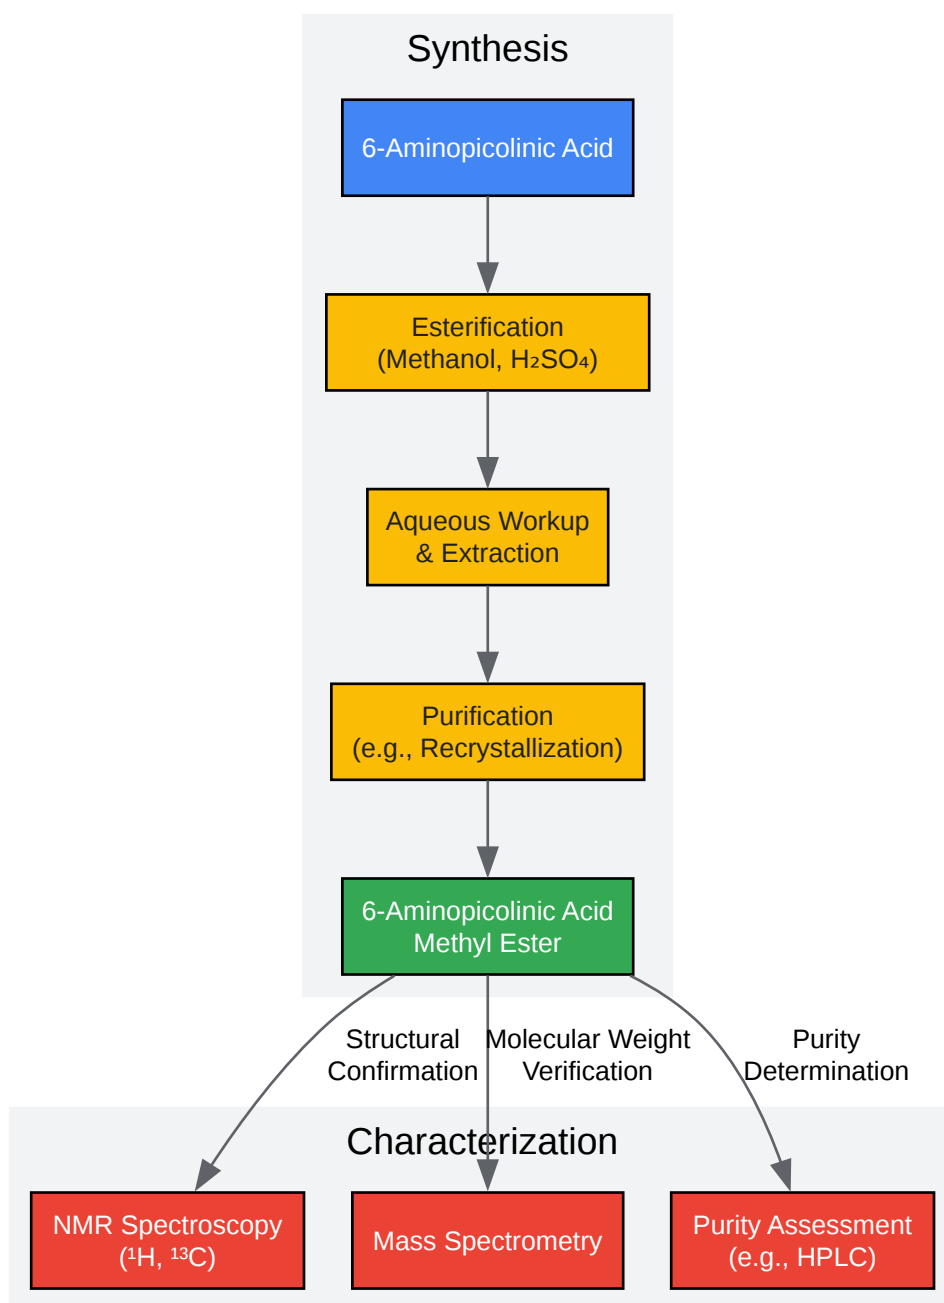 Synthesis
6-Aminopicolinic Acid
Esterification
(Methanol, H₂SO₄)
Aqueous Workup
& Extraction
Purification
(e.g., Recrystallization)
6-Aminopicolinic Acid
Methyl Ester
Structural
Confirmation
Molecular Weight
Verification
Purity
Determination
Characterization
NMR Spectroscopy
(¹H, ¹³C)
Mass Spectrometry
Purity Assessment
(e.g., HPLC)